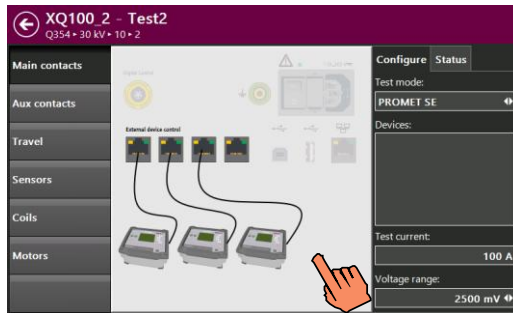 XQ100_2 - Test2
Q354 ▸ 30 kV ▸ 10 ▸ 2
Main contacts
Aux contacts
Travel
Sensors
Coils
Motors
External device control
Configure Status
Test mode:
PROMET SE
Devices:
Test current:
100 A
Voltage range:
2500 mV